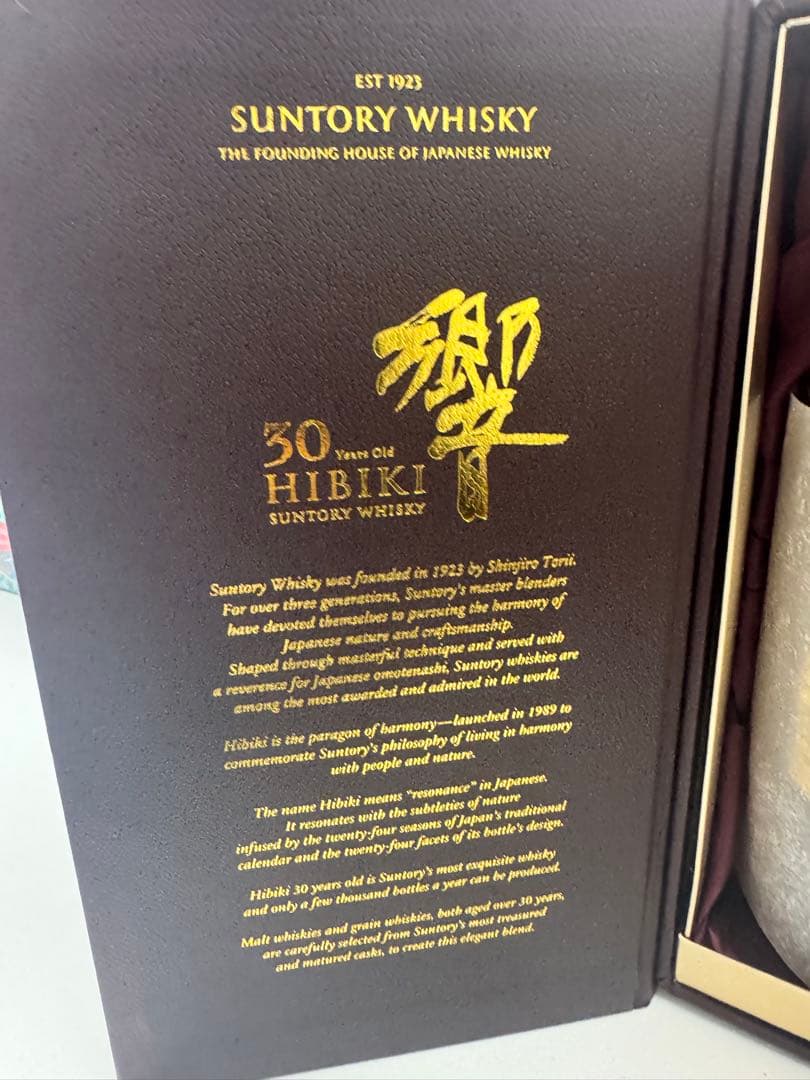 EST 1923
SUNTORY WHISKY
THE FOUNDING HOUSE OF JAPANESE WHISKY
響
30 Years Old
HIBIKI
SUNTORY WHISKY
Suntory Whisky was founded in 1923 by Shinjiro Torii.
For over three generations, Suntory's master blenders
have devoted themselves to pursuing the harmony of
Japanese nature and craftsmanship.
Shaped through masterful technique and served with
a reverence for Japanese omotenashi, Suntory whiskies are
among the most awarded and admired in the world.
Hibiki is the paragon of harmony—launched in 1989 to
commemorate Suntory's philosophy of living in harmony
with people and nature.
The name Hibiki means "resonance" in Japanese.
It resonates with the subtleties of nature
infused by the twenty-four seasons of Japan's traditional
calendar and the twenty-four facets of its bottle's design.
Hibiki 30 years old is Suntory's most exquisite whisky
and only a few thousand bottles a year can be produced.
Malt whiskies and grain whiskies, both aged over 30 years,
are carefully selected from Suntory's most treasured
and matured casks, to create this elegant blend.